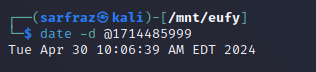 ┌──(sarfraz㉿kali)-[/mnt/eufy]
└─$ date -d @1714485999
Tue Apr 30 10:06:39 AM EDT 2024